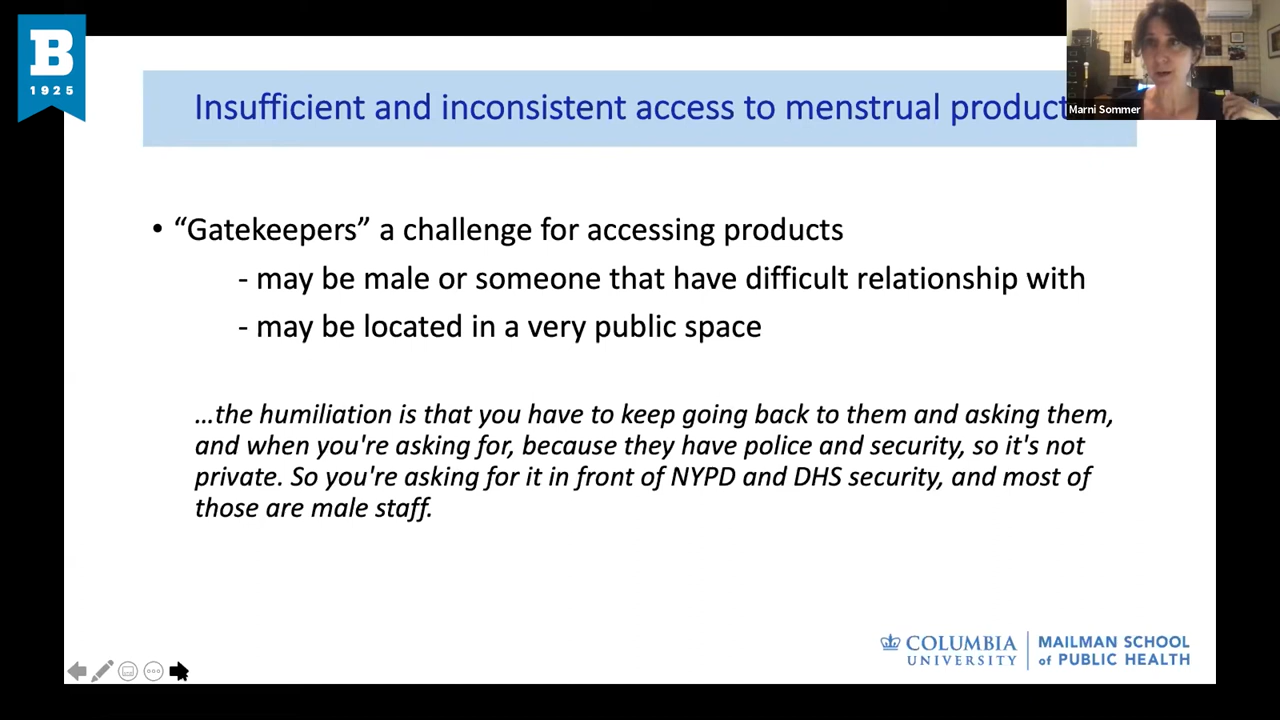 B
1925
Insufficient and inconsistent access to menstrual product
Marni Sommer
• “Gatekeepers” a challenge for accessing products
- may be male or someone that have difficult relationship with
- may be located in a very public space
…the humiliation is that you have to keep going back to them and asking them,
and when you're asking for, because they have police and security, so it's not
private. So you're asking for it in front of NYPD and DHS security, and most of
those are male staff.
COLUMBIA
UNIVERSITY
MAILMAN SCHOOL
of PUBLIC HEALTH